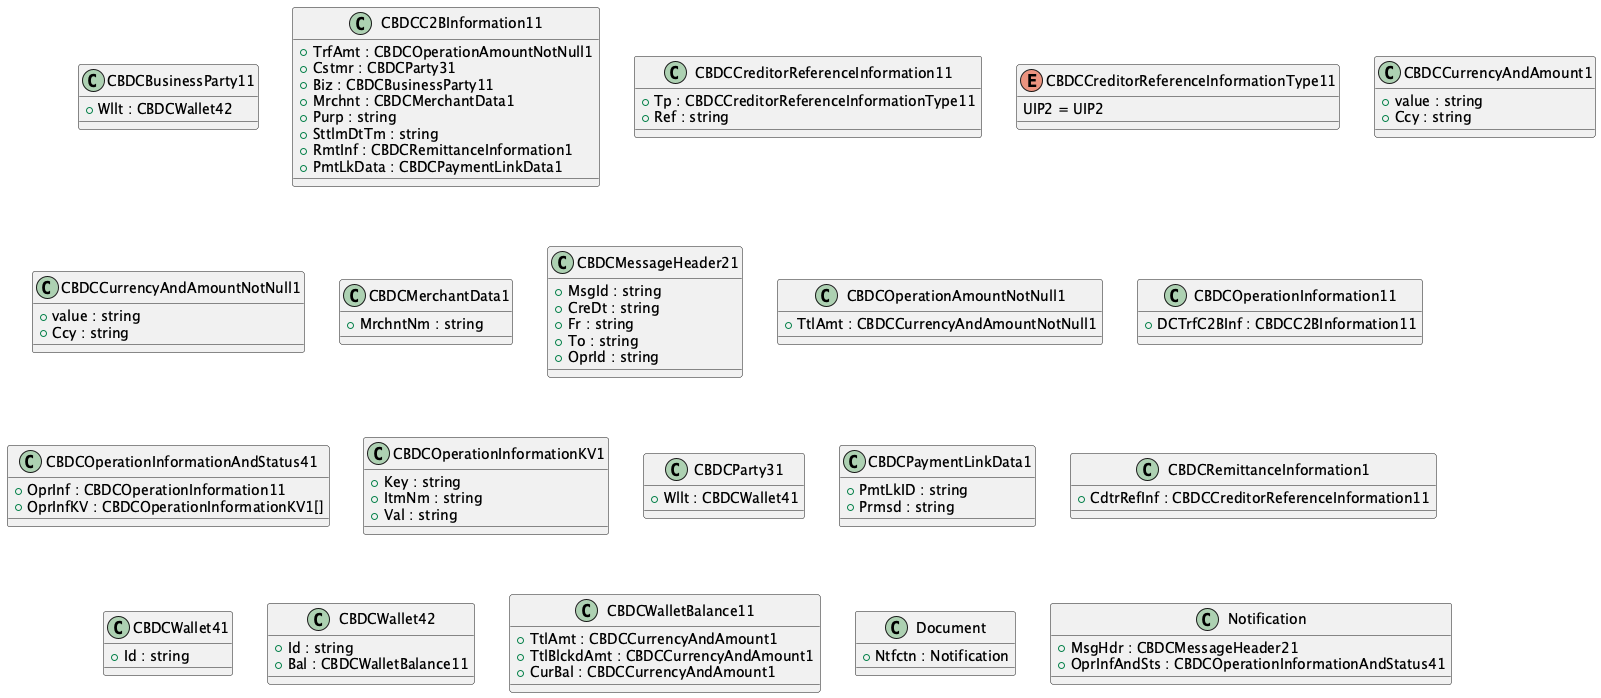 C CBDCBusinessParty11
Wllt : CBDCWallet42
C CBDCC2BInformation11
TrfAmt : CBDCOperationAmountNotNull1
Cstmr : CBDCParty31
Biz : CBDCBusinessParty11
Mrchnt : CBDCMerchantData1
Purp : string
SttlmDtTm : string
RmtInf : CBDCRemittanceInformation1
PmtLkData : CBDCPaymentLinkData1
C CBDCCreditorReferenceInformation11
Tp : CBDCCreditorReferenceInformationType11
Ref : string
E CBDCCreditorReferenceInformationType11
UIP2 = UIP2
C CBDCCurrencyAndAmount1
value : string
Ccy : string
C CBDCCurrencyAndAmountNotNull1
value : string
Ccy : string
C CBDCMerchantData1
MrchntNm : string
C CBDCMessageHeader21
MsgId : string
CreDt : string
Fr : string
To : string
OprId : string
C CBDCOperationAmountNotNull1
TtlAmt : CBDCCurrencyAndAmountNotNull1
C CBDCOperationInformation11
DCTrfC2BInf : CBDCC2BInformation11
C CBDCOperationInformationAndStatus41
OprInf : CBDCOperationInformation11
OprInfKV : CBDCOperationInformationKV1[]
C CBDCOperationInformationKV1
Key : string
ItmNm : string
Val : string
C CBDCParty31
Wllt : CBDCWallet41
C CBDCPaymentLinkData1
PmtLkID : string
Prmsd : string
C CBDCRemittanceInformation1
CdtrRefInf : CBDCCreditorReferenceInformation11
C CBDCWallet41
Id : string
C CBDCWallet42
Id : string
Bal : CBDCWalletBalance11
C CBDCWalletBalance11
TtlAmt : CBDCCurrencyAndAmount1
TtlBlckdAmt : CBDCCurrencyAndAmount1
CurBal : CBDCCurrencyAndAmount1
C Document
Ntfctn : Notification
C Notification
MsgHdr : CBDCMessageHeader21
OprInfAndSts : CBDCOperationInformationAndStatus41